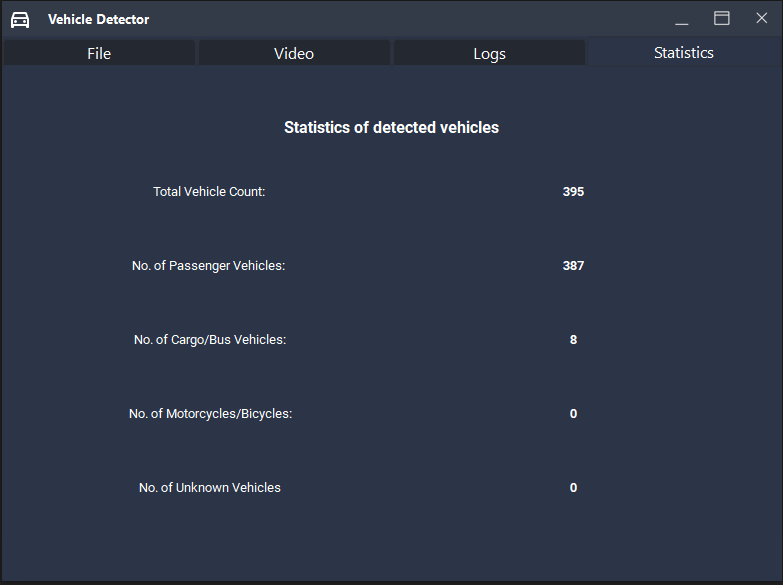 Vehicle Detector
File Video Logs Statistics
Statistics of detected vehicles
Total Vehicle Count: 395
No. of Passenger Vehicles: 387
No. of Cargo/Bus Vehicles: 8
No. of Motorcycles/Bicycles: 0
No. of Unknown Vehicles 0